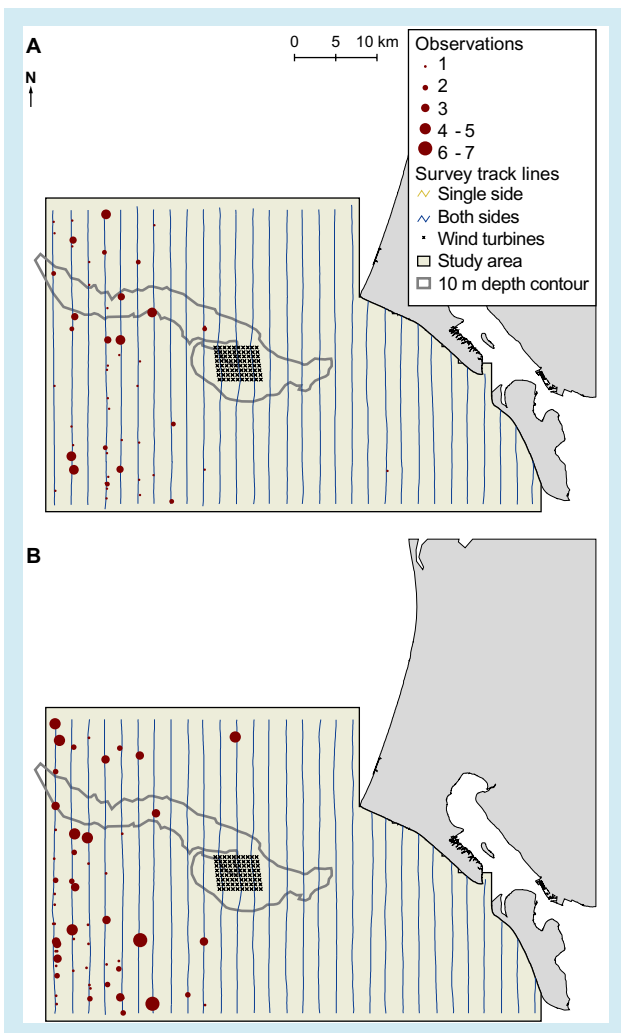 A
0 5 10 km
N
Observations
1
2
3
4 - 5
6 - 7
Survey track lines
Single side
Both sides
Wind turbines
Study area
10 m depth contour
B